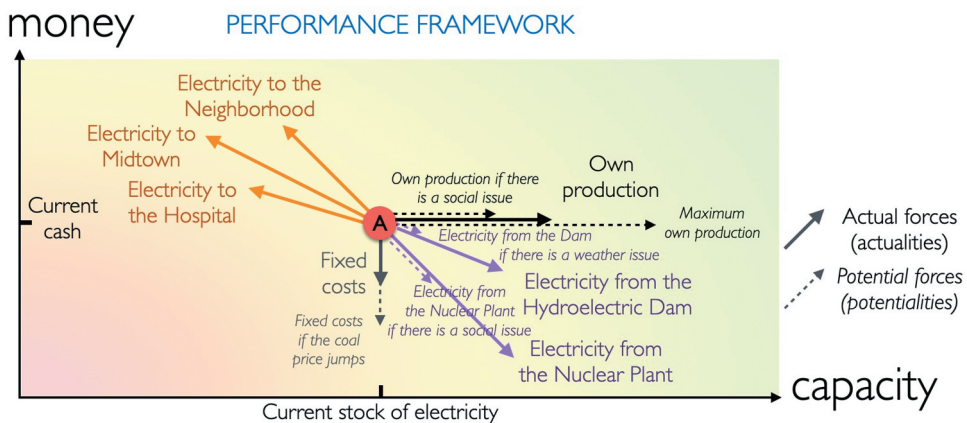 money
PERFORMANCE FRAMEWORK
Electricity to the
Neighborhood
Electricity to
Midtown
Electricity to
the Hospital
Own production if there
is a social issue
Own
production
Maximum
own production
Current
cash
A
Electricity from the Dam
if there is a weather issue
Fixed
costs
Electricity from the
Hydroelectric Dam
Electricity from
the Nuclear Plant
if there is a social issue
Fixed costs
if the coal
price jumps
Electricity from
the Nuclear Plant
Actual forces
(actualities)
Potential forces
(potentialities)
capacity
Current stock of electricity